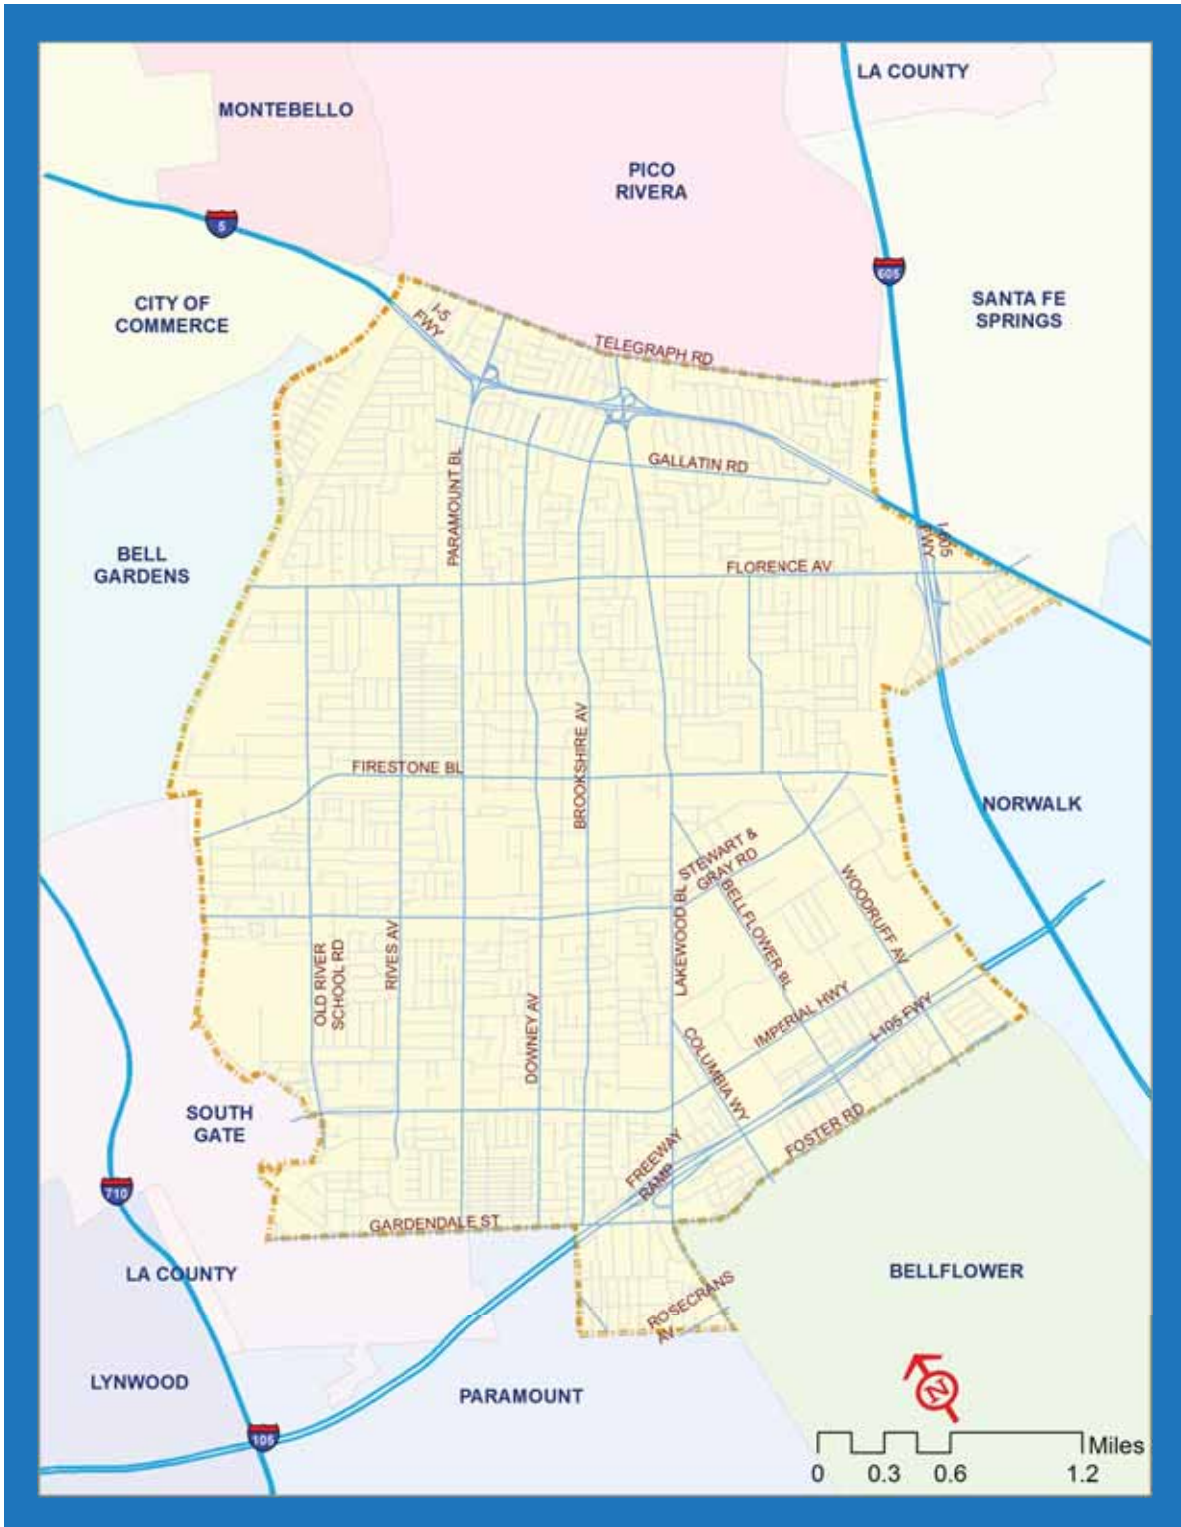 LA COUNTY
MONTEBELLO
PICO
RIVERA
5
605
CITY OF
COMMERCE
SANTA FE
SPRINGS
I-5
FWY
TELEGRAPH RD
GALLATIN RD
PARAMOUNT BL
I-605
FWY
BELL
GARDENS
FLORENCE AV
BROOKSHIRE AV
FIRESTONE BL
NORWALK
STEWART &
GRAY RD
BELLFLOWER BL
WOODRUFF AV
LAKEWOOD BL
OLD RIVER
SCHOOL RD
RIVES AV
DOWNEY AV
IMPERIAL HWY
I-105 FWY
COLUMBIA WY
SOUTH
GATE
FOSTER RD
FREEWAY
RAMP
710
GARDENDALE ST
LA COUNTY
BELLFLOWER
ROSECRANS
AV
LYNWOOD
PARAMOUNT
N
105
Miles
0 0.3 0.6 1.2